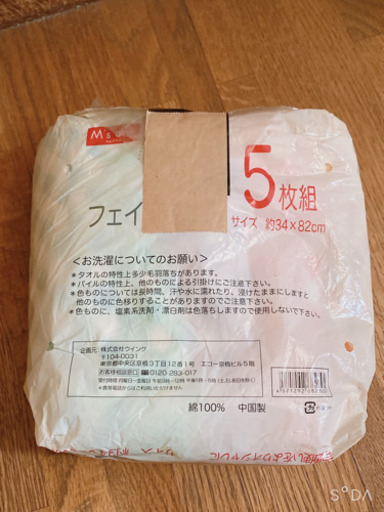 M's
5枚組
フェイ
サイズ 約34×82cm
<お洗濯についてのお願い>
*タオルの特性上多少毛羽落ちがあります。
*パイルの特性上、他のものによる引掛けにご注意下さい。
*色ものについては長時間、汗や水に濡れたり、浸けたままにしますと
他のものに色移りすることがありますのでご注意下さい。
*色ものに、塩素系洗剤・漂白剤は色落ちしますので使用しないで下さい。
企画元：株式会社ウイング
〒104-0031
東京都中央区京橋3丁目12番1号 エコー京橋ビル5階
お客様相談窓口 0120-283-017
綿100% 中国製
SODA